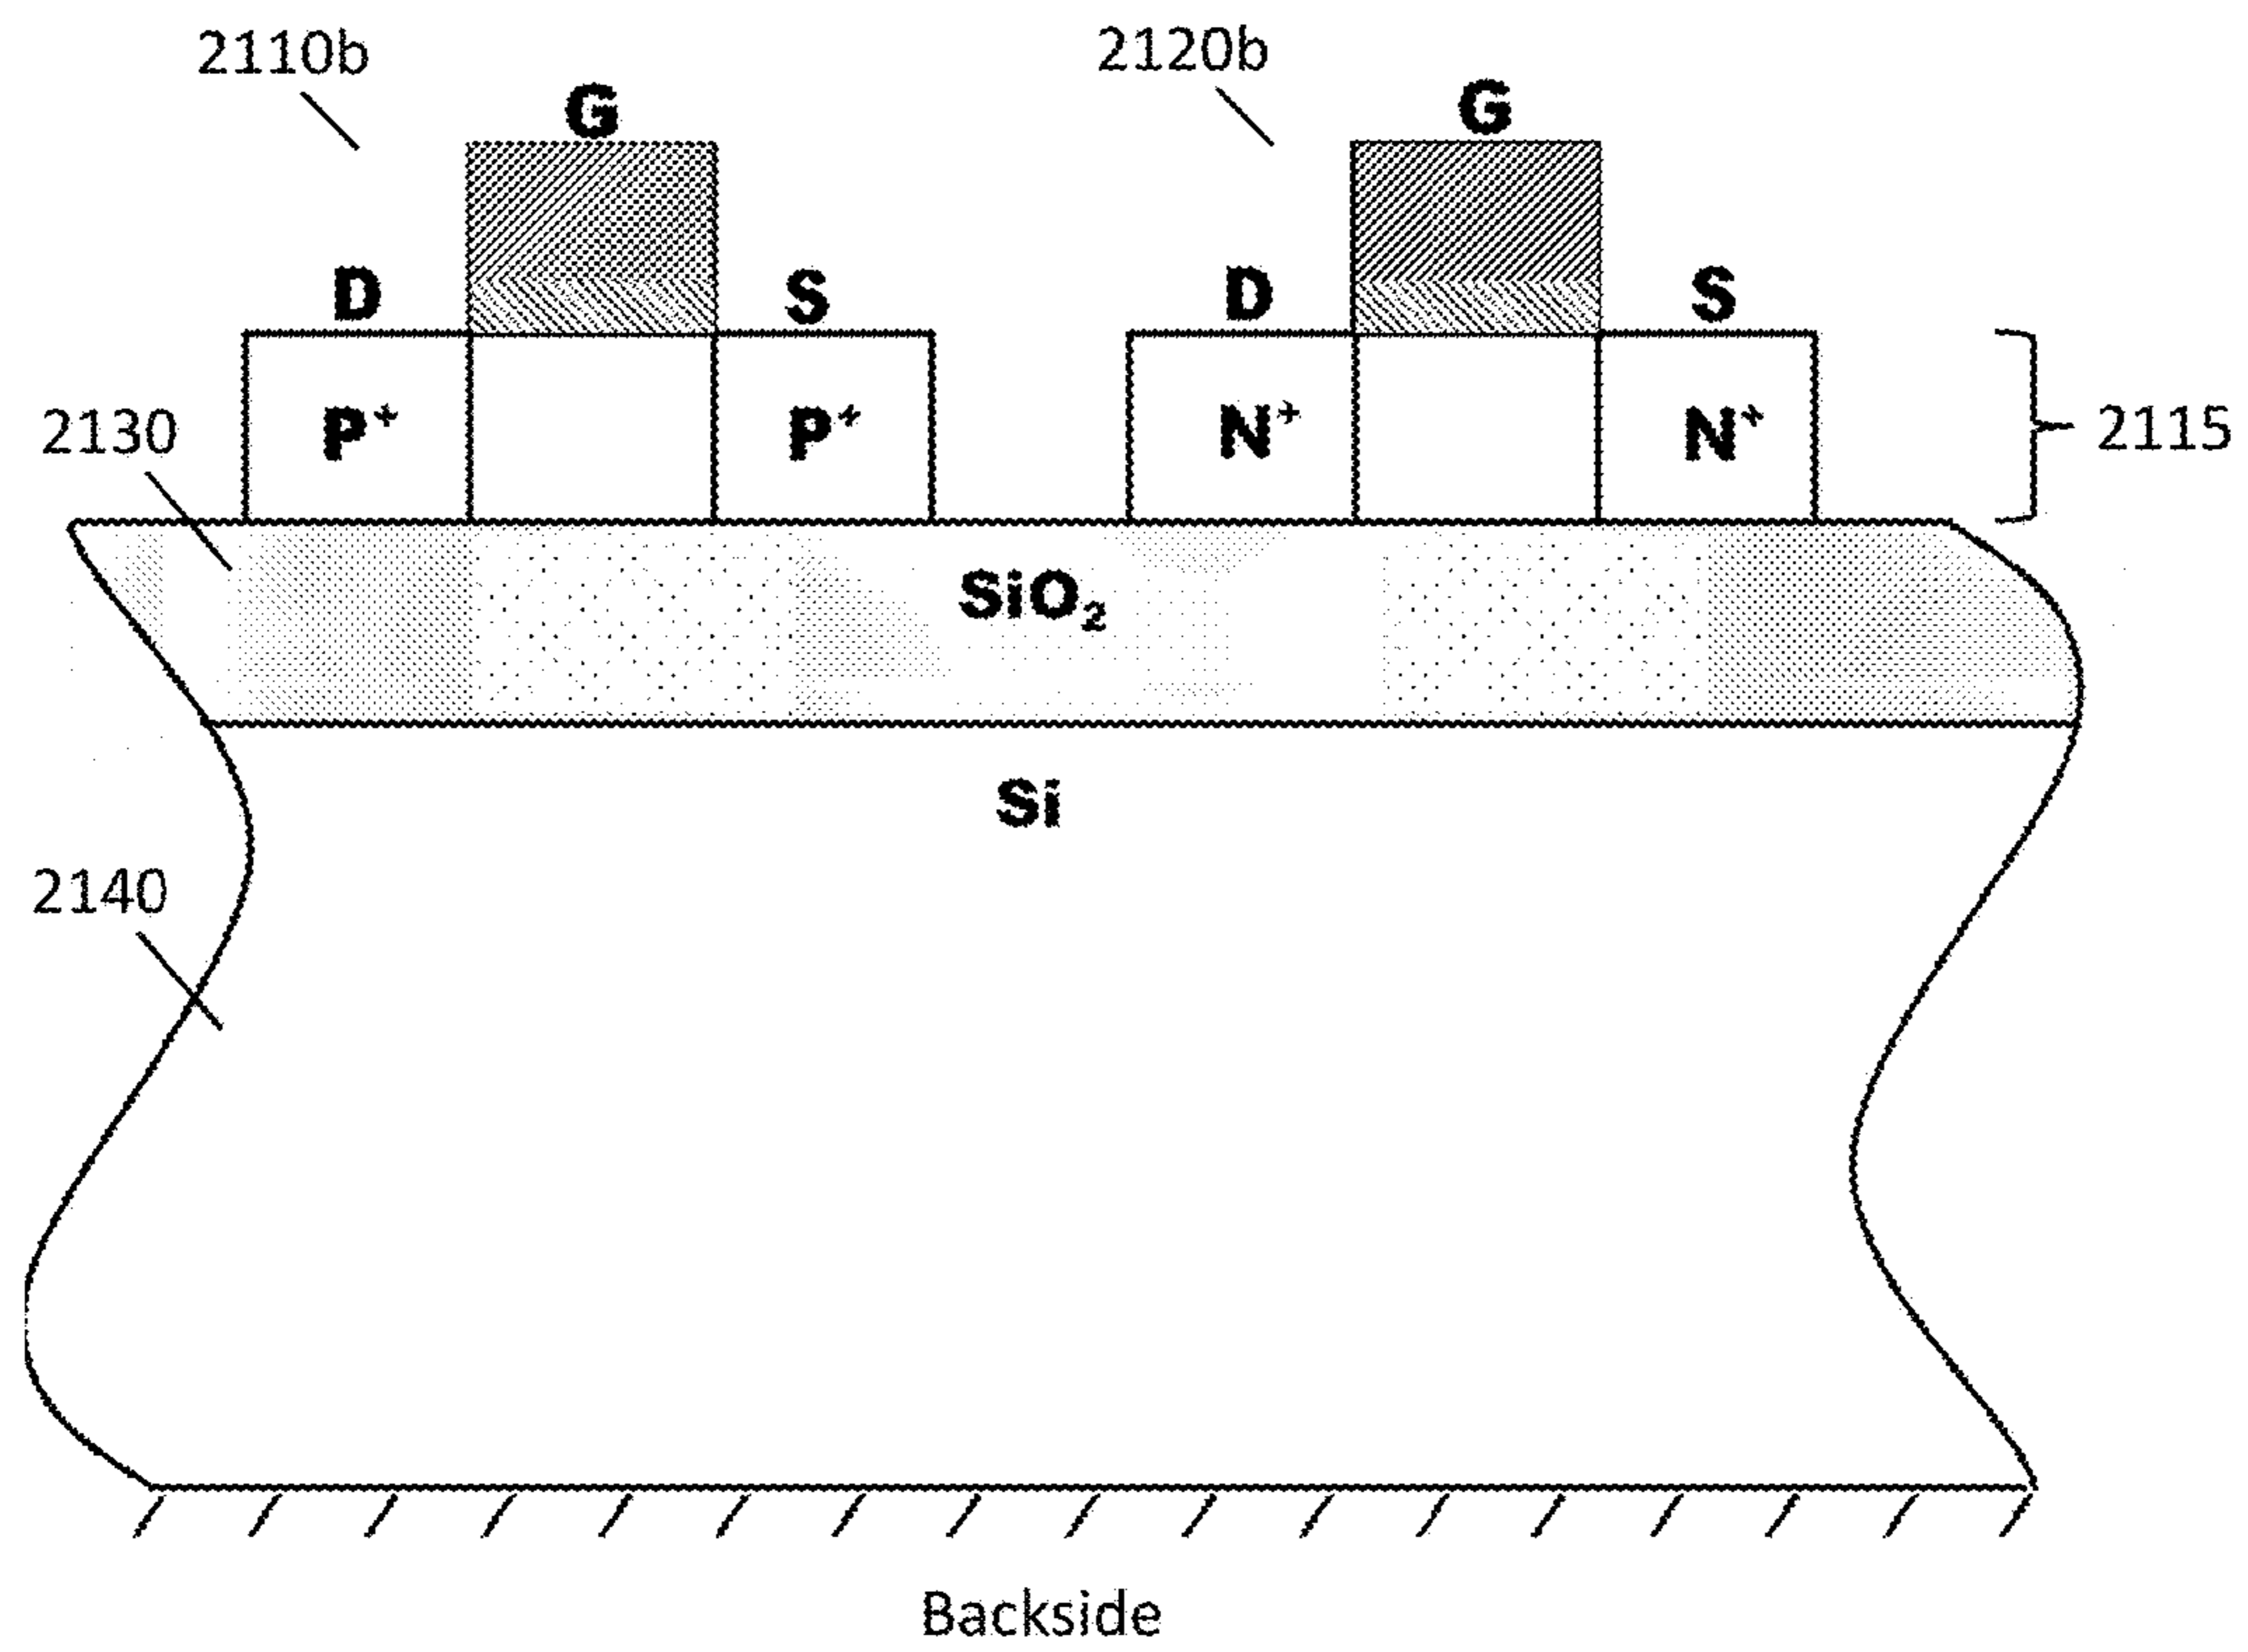 2110b
2120b
G
G
D
S
D
S
P⁺
P⁺
N⁺
N⁺
2130
2115
SiO₂
Si
2140
Backside